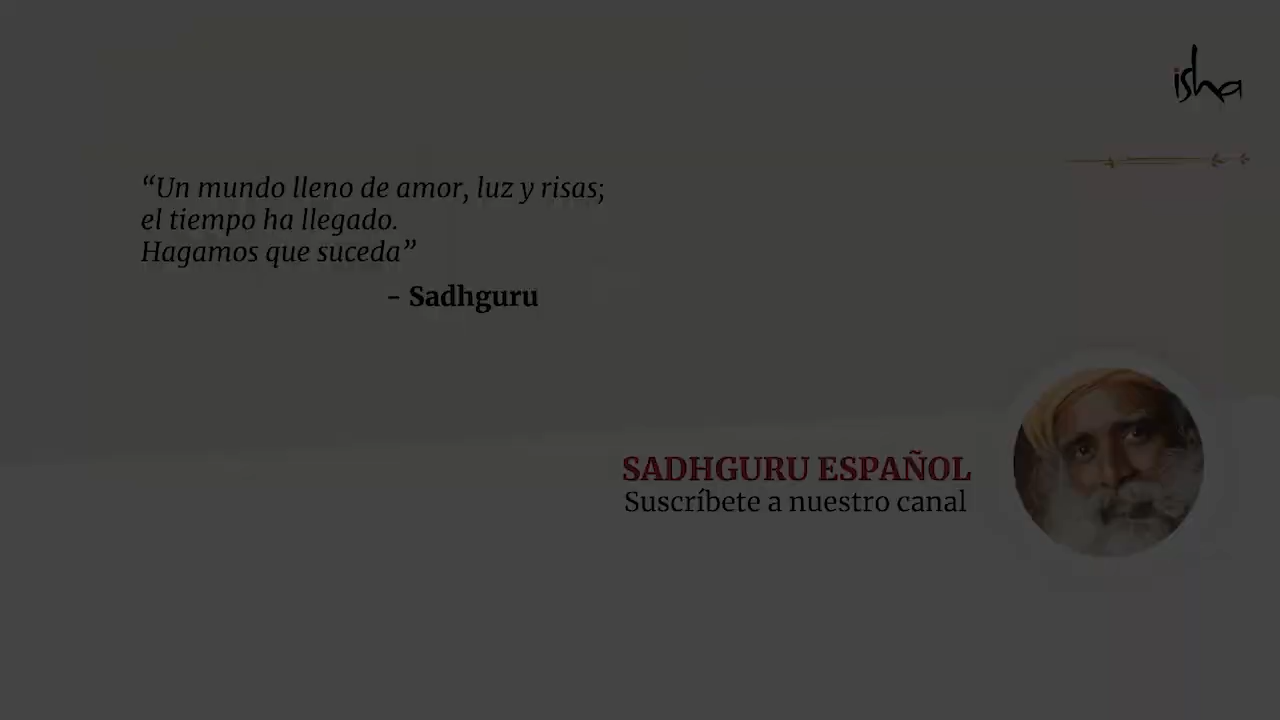 isha
“Un mundo lleno de amor, luz y risas;
el tiempo ha llegado.
Hagamos que suceda”
- Sadhguru
SADHGURU ESPAÑOL
Suscríbete a nuestro canal